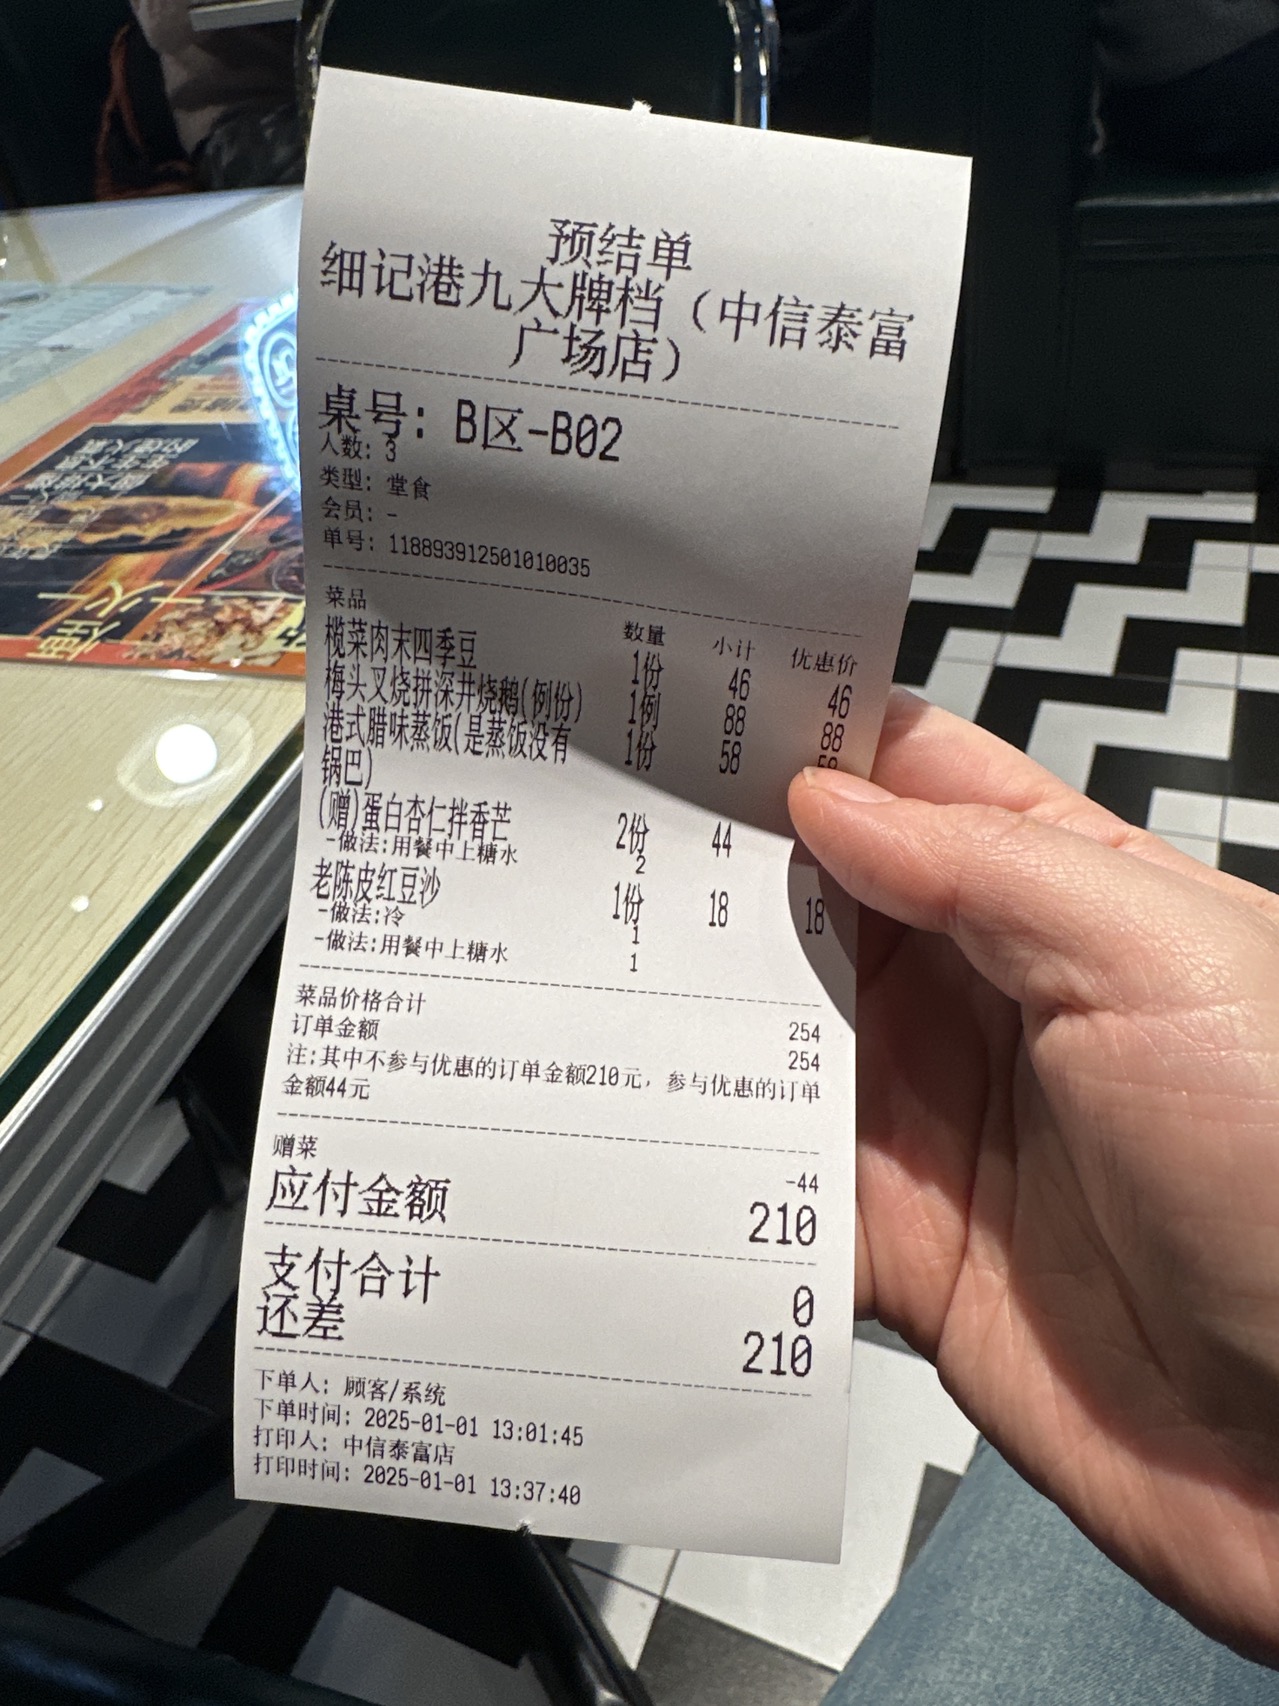 预结单
细记港九大牌档（中信泰富
广场店）
桌号: B区-B02
人数: 3
类型: 堂食
会员: -
单号: 118893912501010035
菜品 数量 小计 优惠价
榄菜肉末四季豆 1份 46 46
梅头叉烧拼深井烧鹅(例份) 1例 88 88
港式腊味蒸饭(是蒸饭没有 1份 58 58
锅巴)
(赠)蛋白杏仁拌香芒 2份 44
-做法:用餐中上糖水 2
老陈皮红豆沙 1份 18 18
-做法:冷 1
-做法:用餐中上糖水 1
菜品价格合计 254
订单金额 254
注:其中不参与优惠的订单金额210元，参与优惠的订单
金额44元
赠菜 -44
应付金额 210
支付合计 0
还差 210
下单人: 顾客/系统
下单时间: 2025-01-01 13:01:45
打印人: 中信泰富店
打印时间: 2025-01-01 13:37:40